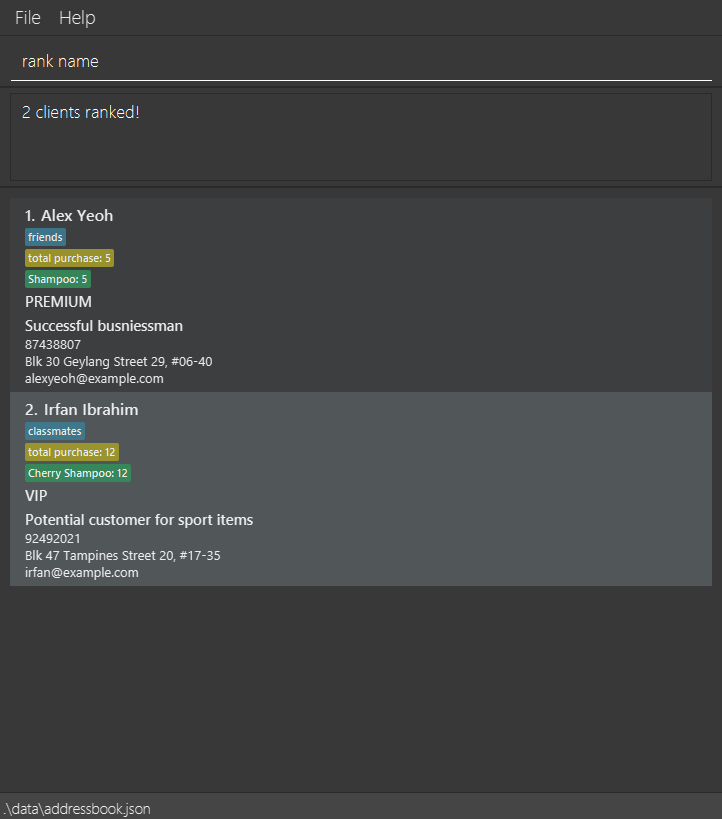 File Help
rank name
2 clients ranked!
1. Alex Yeoh
friends
total purchase: 5
Shampoo: 5
PREMIUM
Successful busniessman
87438807
Blk 30 Geylang Street 29, #06-40
alexyeoh@example.com
2. Irfan Ibrahim
classmates
total purchase: 12
Cherry Shampoo: 12
VIP
Potential customer for sport items
92492021
Blk 47 Tampines Street 20, #17-35
irfan@example.com
.\data\addressbook.json